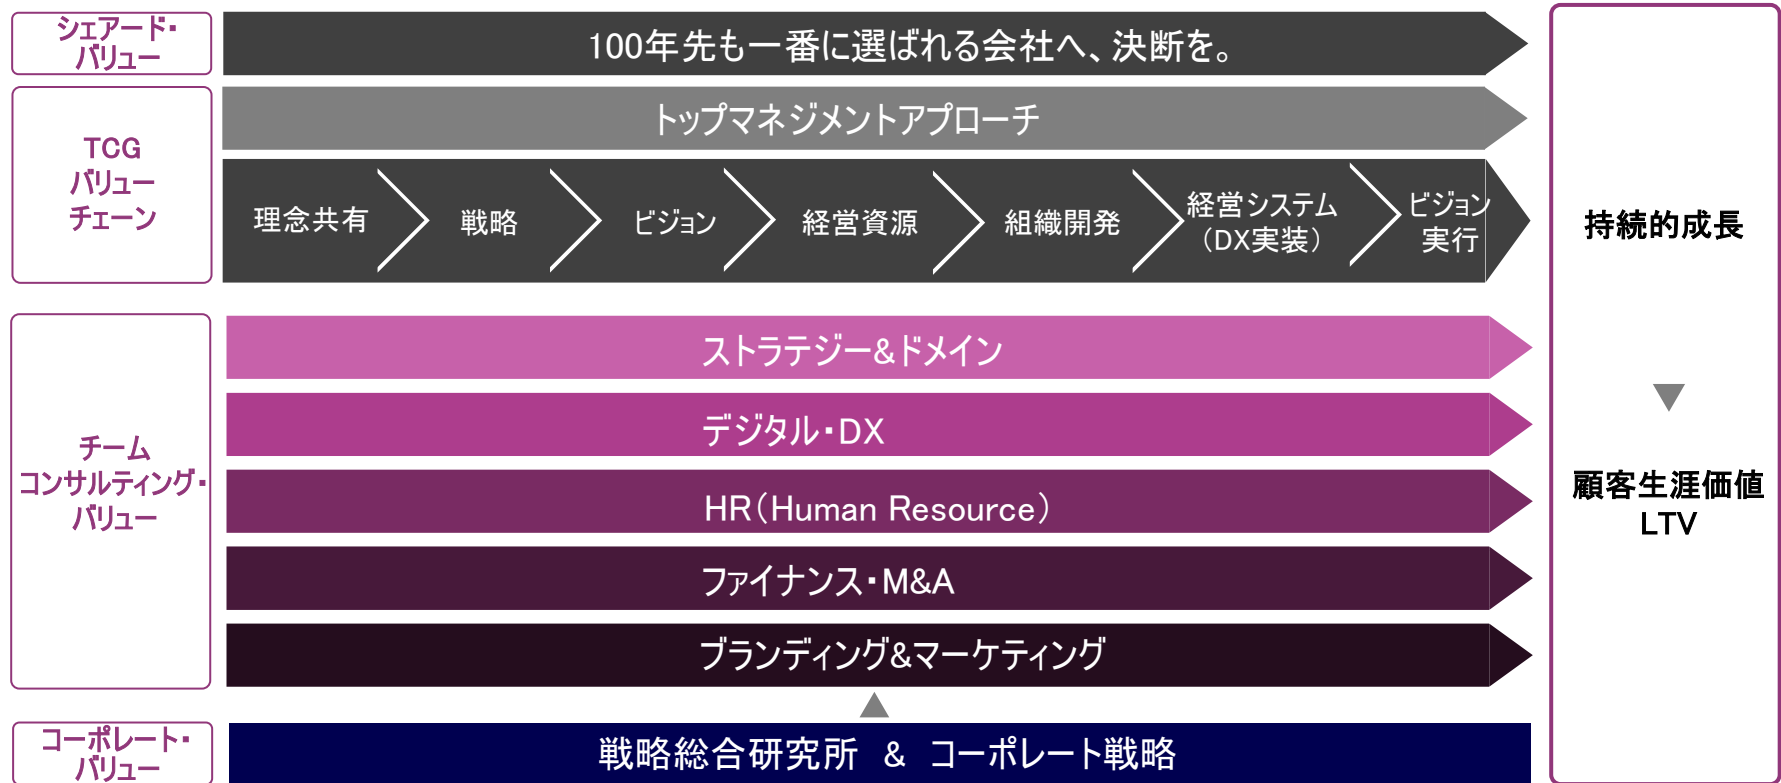 シェアード・
バリュー
100年先も一番に選ばれる会社へ、決断を。
TCG
バリュー
チェーン
トップマネジメントアプローチ
理念共有
戦略
ビジョン
経営資源
組織開発
経営システム
（DX実装）
ビジョン
実行
チーム
コンサルティング・
バリュー
ストラテジー&ドメイン
デジタル・DX
HR（Human Resource）
ファイナンス・M&A
ブランディング&マーケティング
コーポレート・
バリュー
戦略総合研究所 & コーポレート戦略
持続的成長
顧客生涯価値
LTV